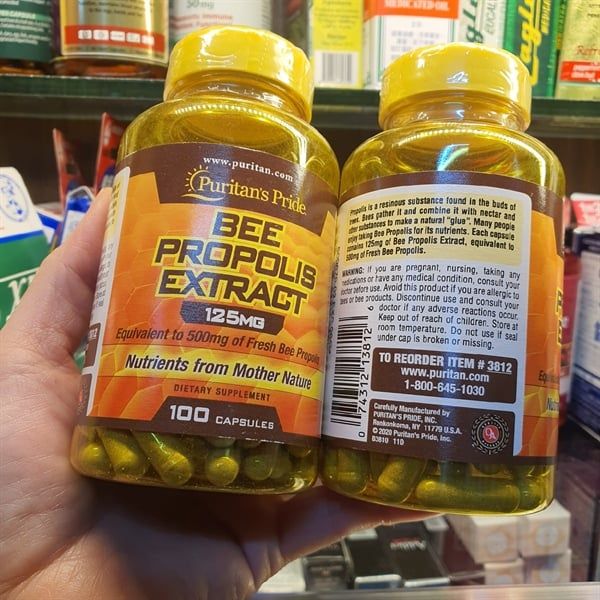 50mg
MEDICATED OIL
www.puritan.com
Puritan's Pride
BEE
PROPOLIS
EXTRACT
125MG
Equivalent to 500mg of Fresh Bee Propolis
Nutrients from Mother Nature
DIETARY SUPPLEMENT
100 CAPSULES
Propolis is a resinous substance found in the buds of
trees. Bees gather it and combine it with nectar and
other substances to make a natural "glue". Many people
enjoy taking Bee Propolis for its nutrients. Each capsule
contains 125mg of Bee Propolis Extract, equivalent to
500mg of Fresh Bee Propolis.
WARNING: If you are pregnant, nursing, taking any
medications or have any medical condition, consult your
doctor before use. Avoid this product if you are allergic to
bees or bee products. Discontinue use and consult your
doctor if any adverse reactions occur.
Keep out of reach of children. Store at
room temperature. Do not use if seal
under cap is broken or missing.
TO REORDER ITEM # 3812
www.puritan.com
1-800-645-1030
0 74312 13812 6
Carefully Manufactured by
PURITAN'S PRIDE, INC.
Ronkonkoma, NY 11779 U.S.A.
© 2020 Puritan's Pride, Inc.
B3810 11D